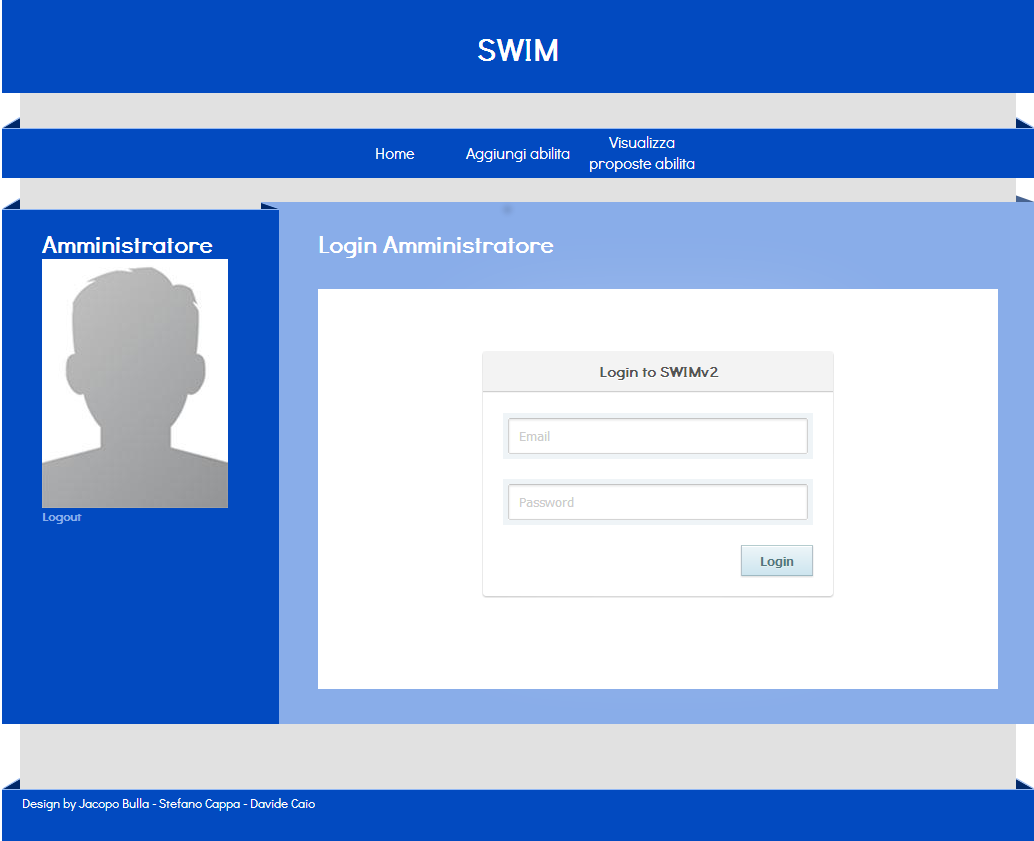 SWIM
Home
Aggiungi abilita
Visualizza
proposte abilita
Amministratore
Logout
Login Amministratore
Login to SWIMv2
Email
Password
Login
Design by Jacopo Bulla - Stefano Cappa - Davide Caio